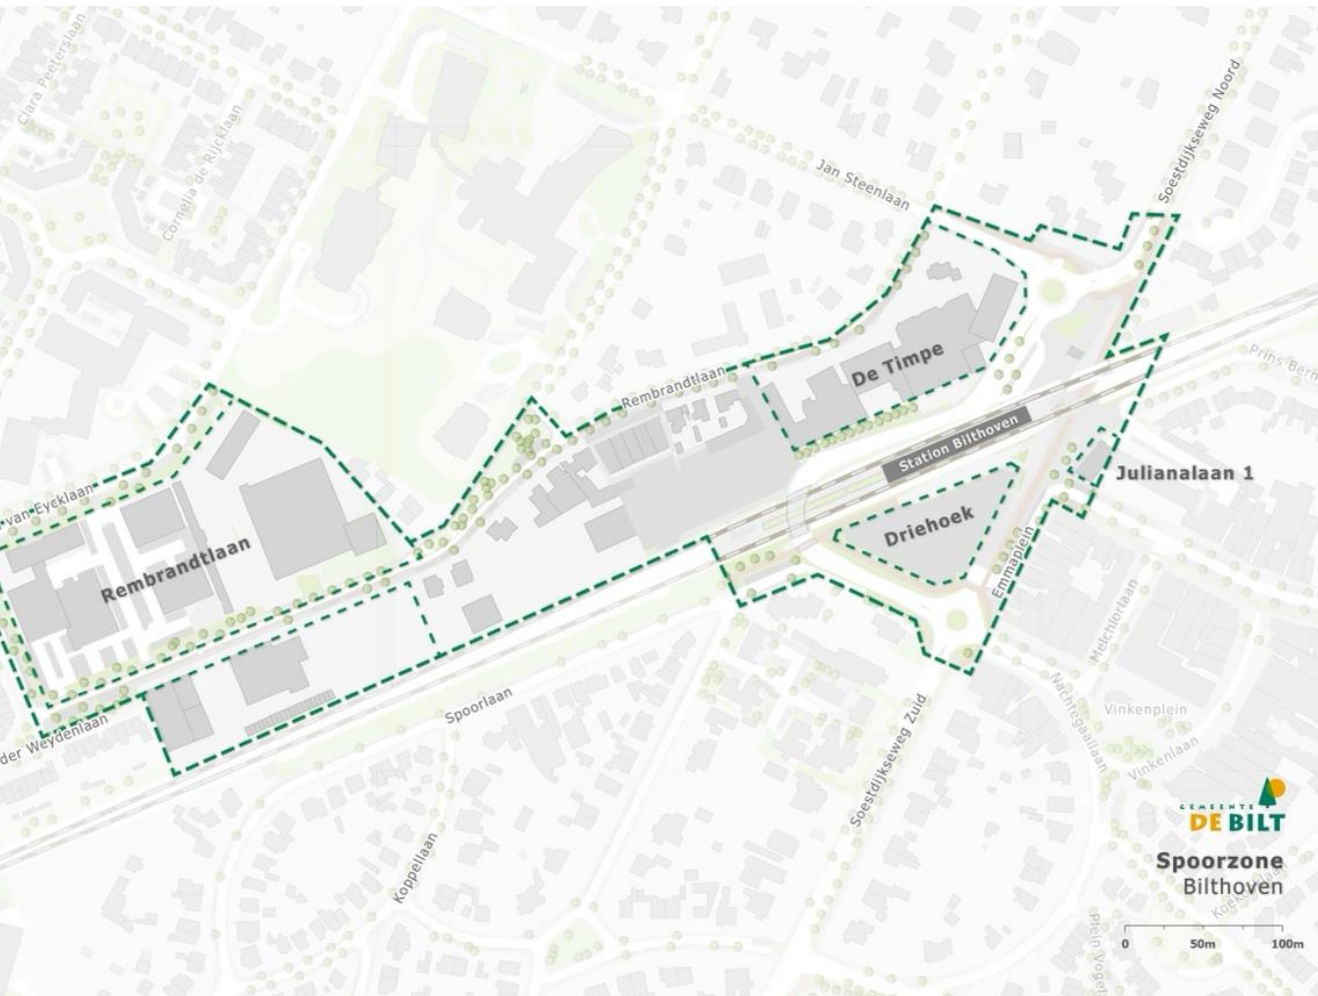 Clara Peeterslaan
Cornelia de Rijcklaan
Jan Steenlaan
Soestdijkseweg Noord
Rembrandtlaan
De Timpe
Station Bilthoven
Prins Bern
Julianalaan 1
Driehoek
Emmaplein
van Eycklaan
Rembrandtlaan
der Weydenlaan
Spoorlaan
Melchiorlaan
Nachtegaallaan
Vinkenplein
Vinkenlaan
Soestdijkseweg Zuid
Koppellaan
GEMEENTE
DE BILT
Spoorzone
Bilthoven
Plein Voge
0 50m 100m